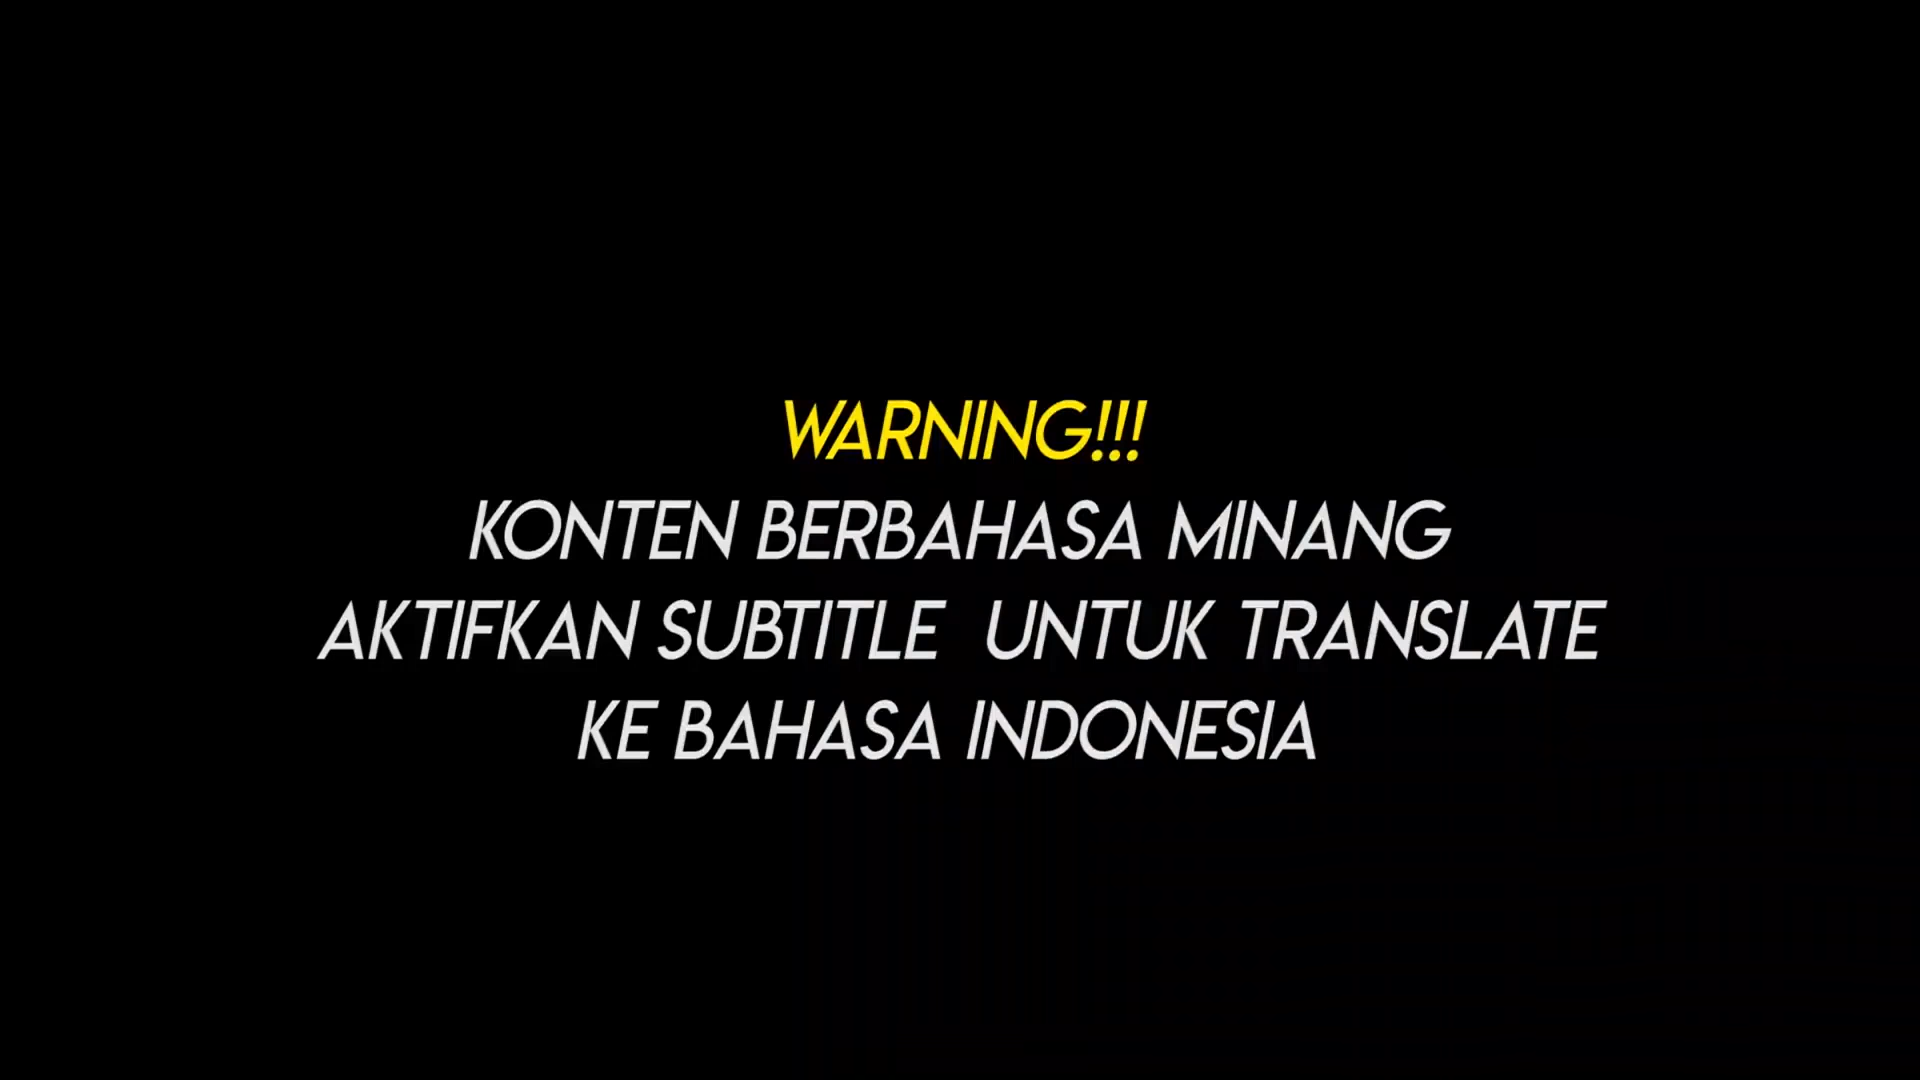 WARNING!!!
KONTEN BERBAHASA MINANG
AKTIFKAN SUBTITLE  UNTUK TRANSLATE
KE BAHASA INDONESIA